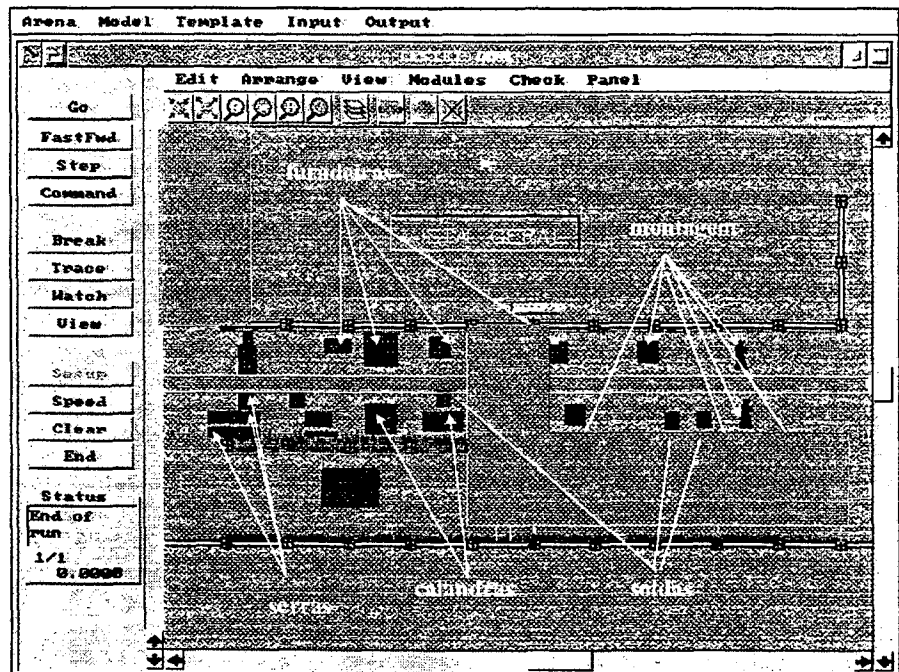 Arena Model Template Input Output
Edit Arrange View Modules Check Panel
Go
FastFwd
Step
Command
Break
Trace
Watch
View
Setup
Speed
Clear
End
Status
End of
run
1/1
0.0000
furadeiras
montagem
serras
calandras
soldas